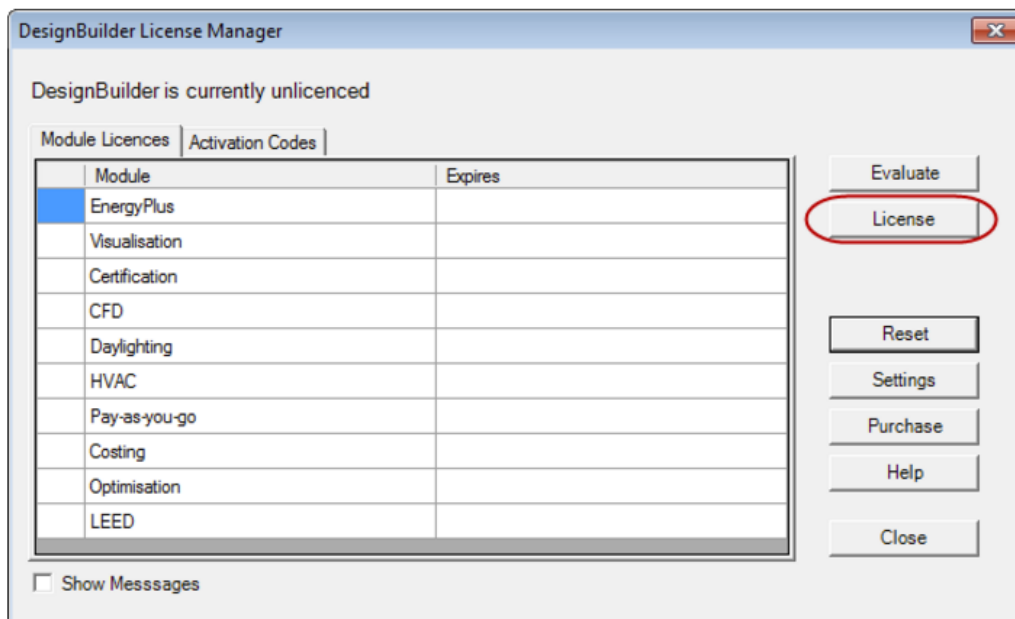 DesignBuilder License Manager
DesignBuilder is currently unlicenced
Module Licences Activation Codes
Module Expires
EnergyPlus
Visualisation
Certification
CFD
Daylighting
HVAC
Pay-as-you-go
Costing
Optimisation
LEED
Evaluate
License
Reset
Settings
Purchase
Help
Close
Show Messsages